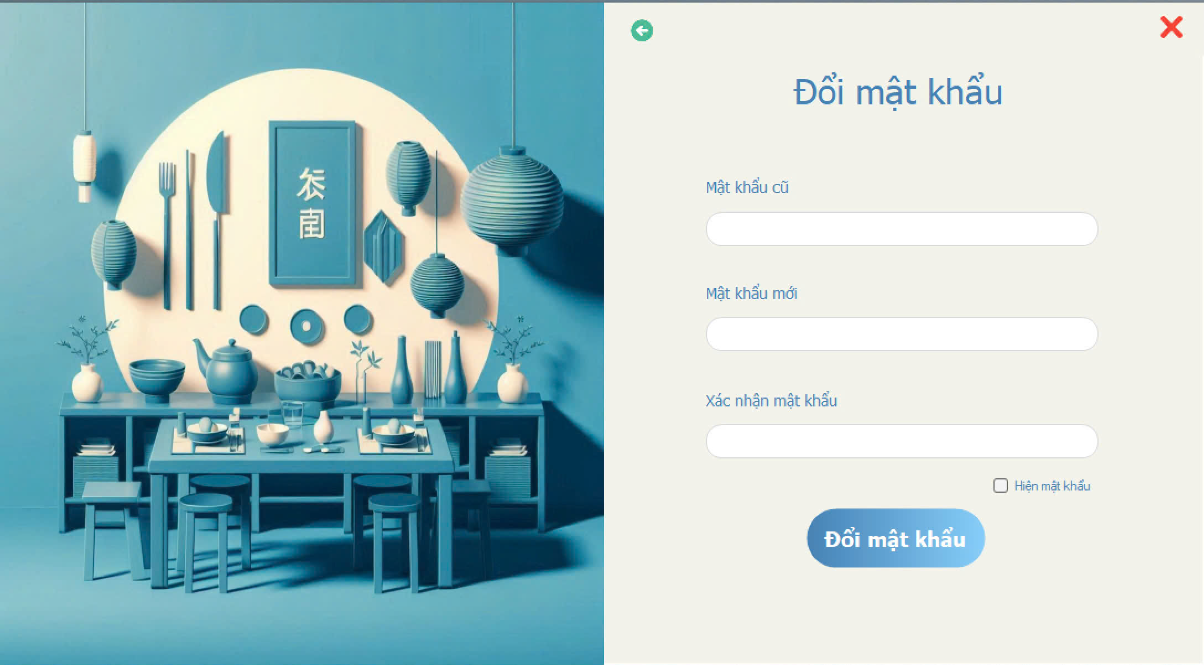 Đổi mật khẩu
Mật khẩu cũ
Mật khẩu mới
Xác nhận mật khẩu
Hiện mật khẩu
Đổi mật khẩu